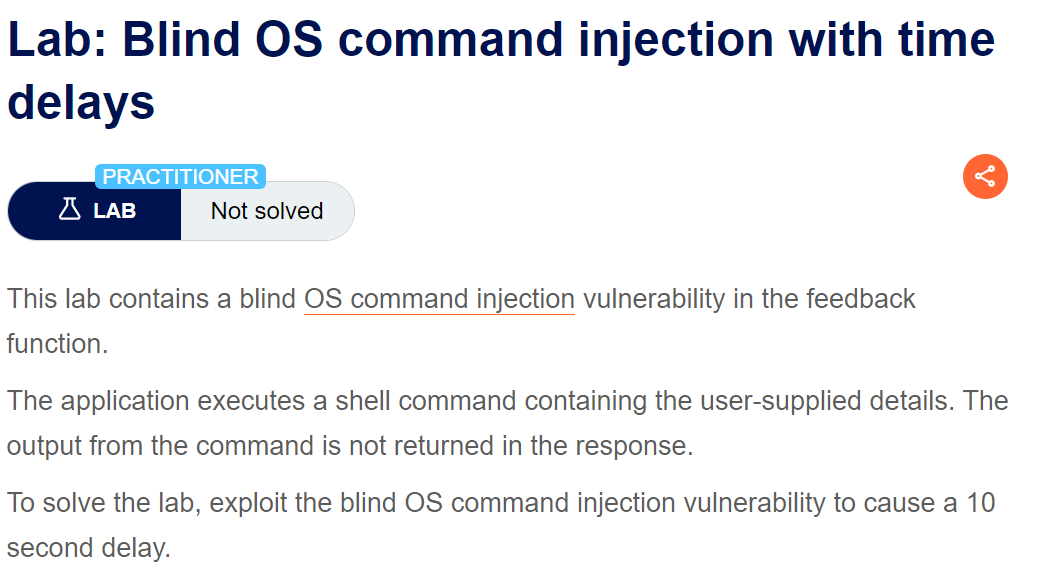 Lab: Blind OS command injection with time
delays
PRACTITIONER
LAB
Not solved
This lab contains a blind OS command injection vulnerability in the feedback
function.
The application executes a shell command containing the user-supplied details. The
output from the command is not returned in the response.
To solve the lab, exploit the blind OS command injection vulnerability to cause a 10
second delay.